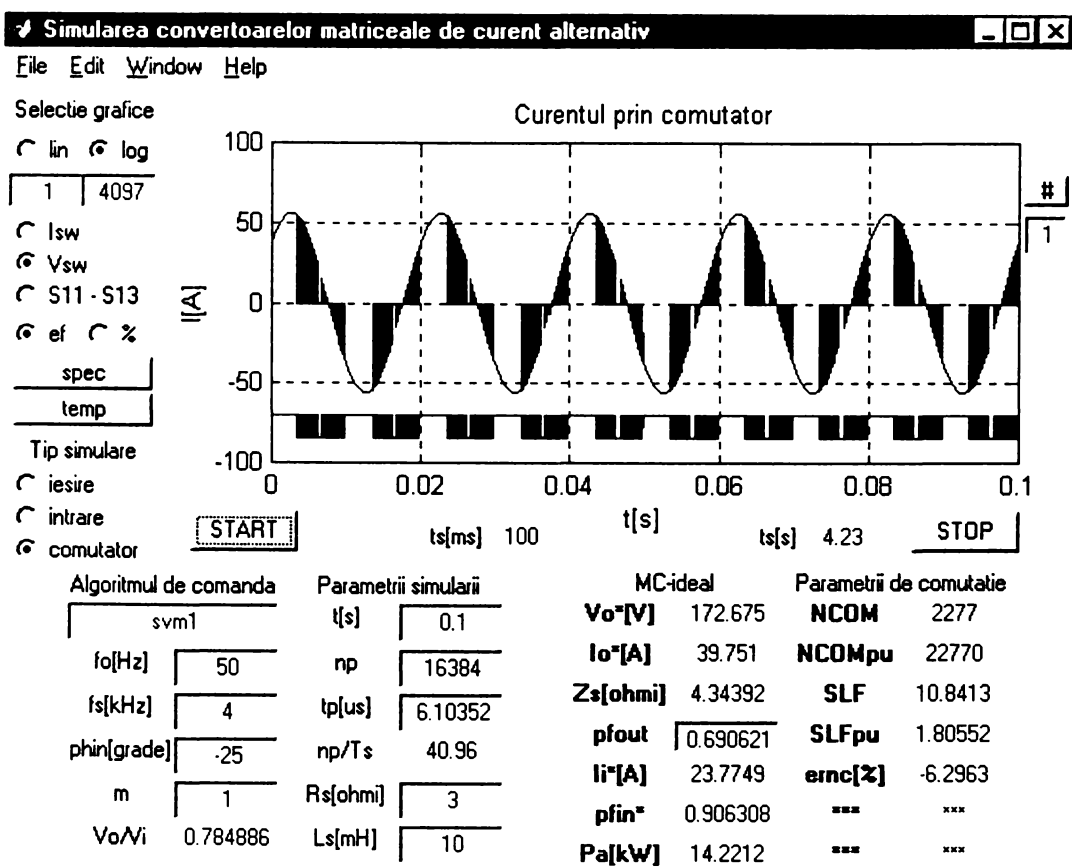 Simularea convertoarelor matriceale de curent alternativ
File Edit Window Help
Selectie grafice
lin log
1 4097
Isw
Vsw
S11 - S13
ef %
spec
temp
Tip simulare
iesire
intrare
comutator
Curentul prin comutator
I[A]
100
50
0
-50
-100
0 0.02 0.04 0.06 0.08 0.1
t[s]
#
1
START ts[ms] 100 ts[s] 4.23 STOP
Algoritmul de comanda Parametrii simularii MC-ideal Parametrii de comutatie
svm1 t[s] 0.1 Vo*[V] 172.675 NCOM 2277
fo[Hz] 50 np 16384 Io*[A] 39.751 NCOMpu 22770
fs[kHz] 4 tp[us] 6.10352 Zs[ohmi] 4.34392 SLF 10.8413
phin[grade] -25 np/Ts 40.96 pfout 0.690621 SLFpu 1.80552
m 1 Rs[ohmi] 3 Ii*[A] 23.7749 ernc[%] -6.2963
Vo/Vi 0.784886 Ls[mH] 10 pfin* 0.906308 *** ***
Pa[kW] 14.2212 *** ***